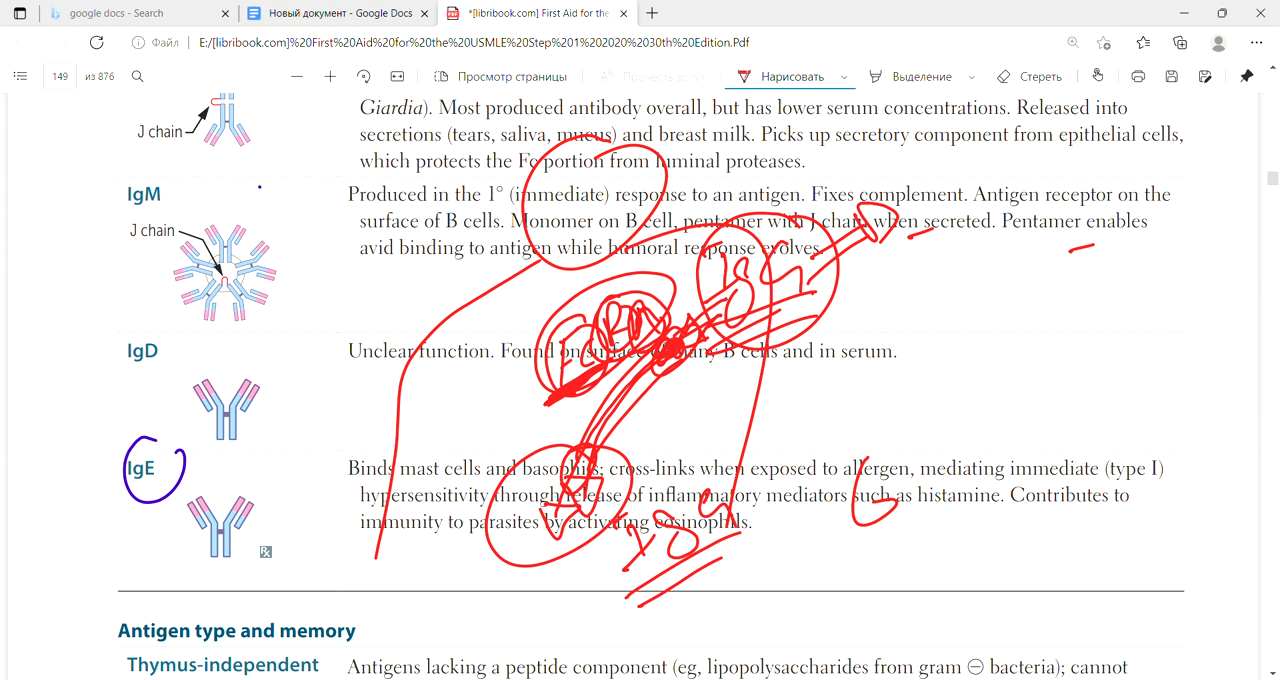 google docs - Search
Новый документ - Google Docs
*[libribook.com] First Aid for the
Файл
E:/[libribook.com]%20First%20Aid%20for%20the%20USMLE%20Step%201%202020%2030th%20Edition.Pdf
149 из 876
Просмотр страницы
Прочесть вслух
Нарисовать
Выделение
Стереть
J chain
Giardia). Most produced antibody overall, but has lower serum concentrations. Released into
secretions (tears, saliva, mucus) and breast milk. Picks up secretory component from epithelial cells,
which protects the Fc portion from luminal proteases.
IgM
Produced in the 1° (immediate) response to an antigen. Fixes complement. Antigen receptor on the
surface of B cells. Monomer on B cell, pentamer with J chain when secreted. Pentamer enables
avid binding to antigen while humoral response evolves.
J chain
IgD
Unclear function. Found on surface of many B cells and in serum.
IgE
Binds mast cells and basophils; cross-links when exposed to allergen, mediating immediate (type I)
hypersensitivity through release of inflammatory mediators such as histamine. Contributes to
immunity to parasites by activating eosinophils.
Antigen type and memory
Thymus-independent
Antigens lacking a peptide component (eg, lipopolysaccharides from gram ⊖ bacteria); cannot